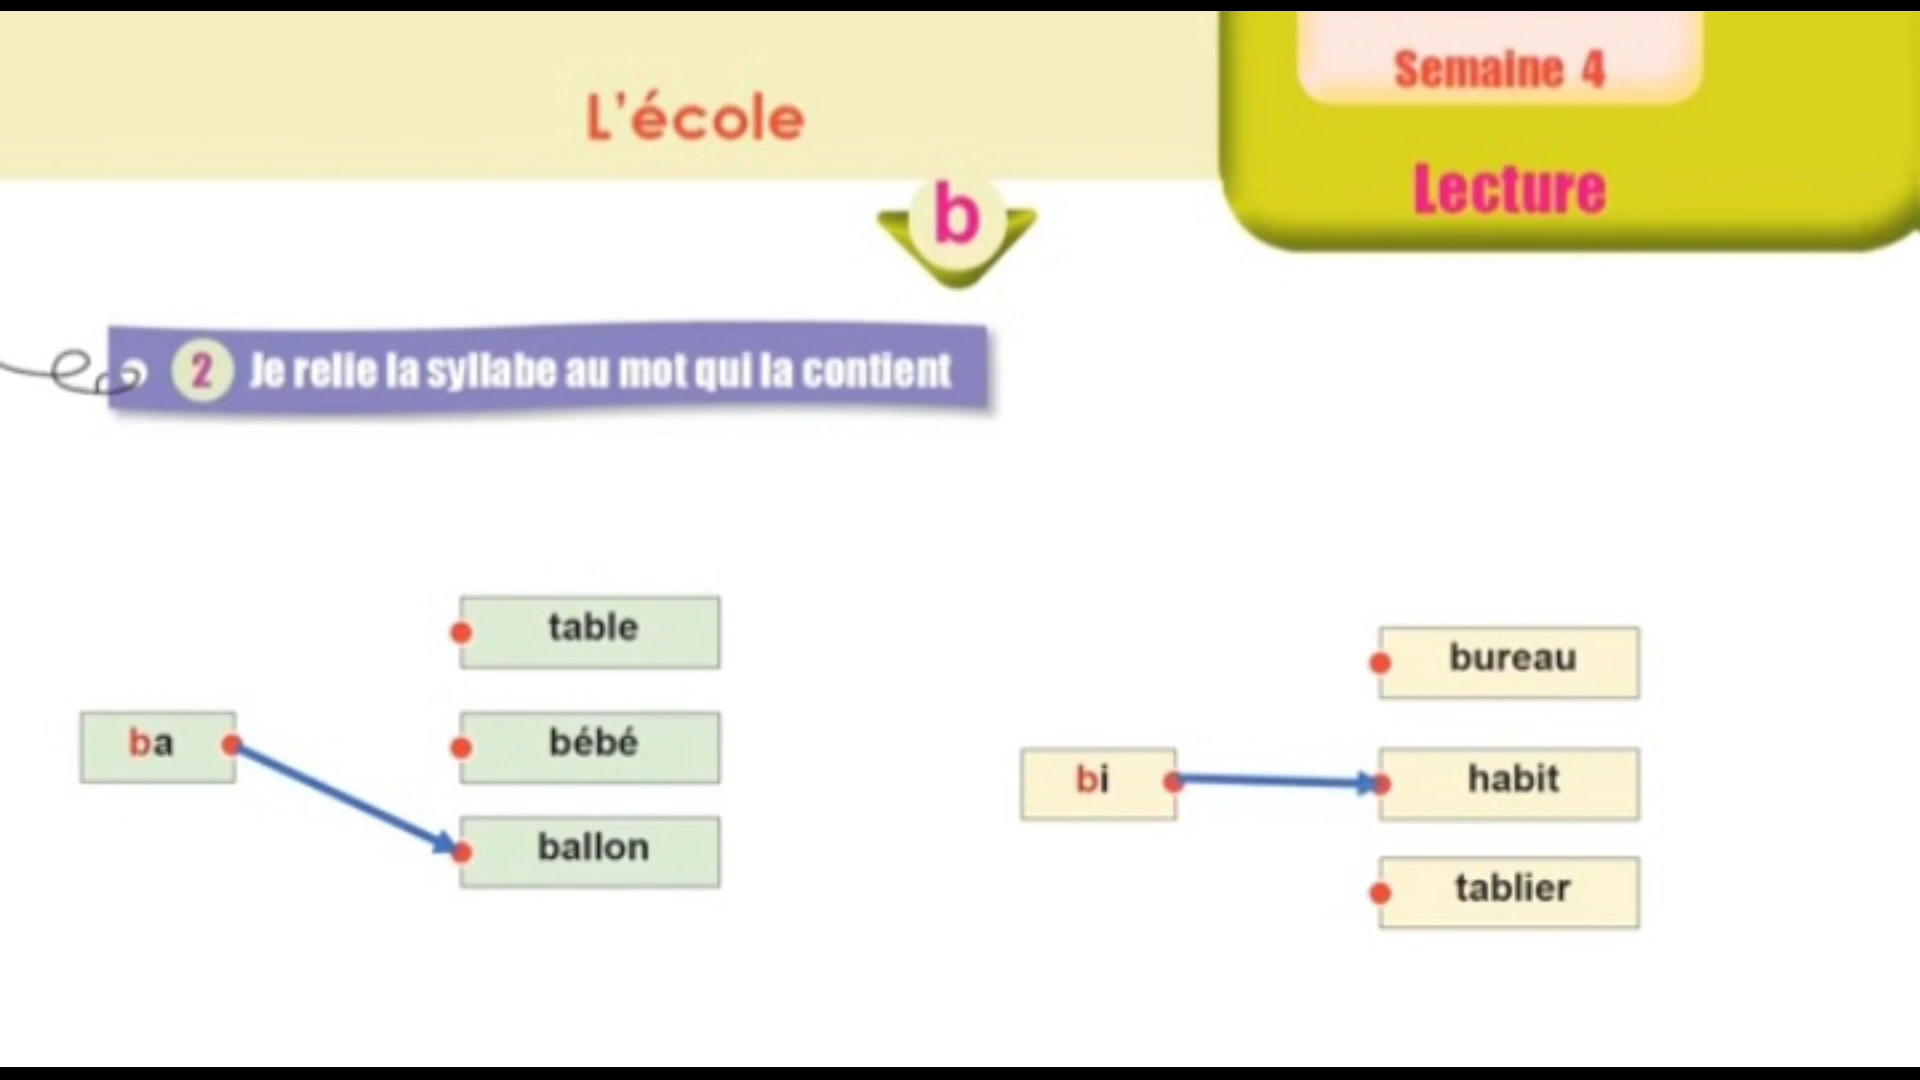 Semaine 4
L'école
Lecture
b
2 Je relie la syllabe au mot qui la contient
table
ba
bébé
ballon
bureau
bi
habit
tablier